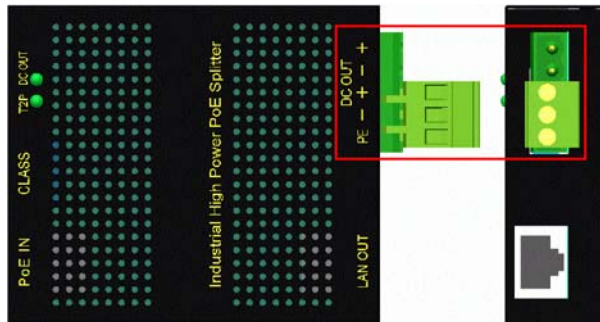 T2P DC OUT
CLASS
PoE IN
Industrial High Power PoE Splitter
DC OUT
PE - + - +
LAN OUT